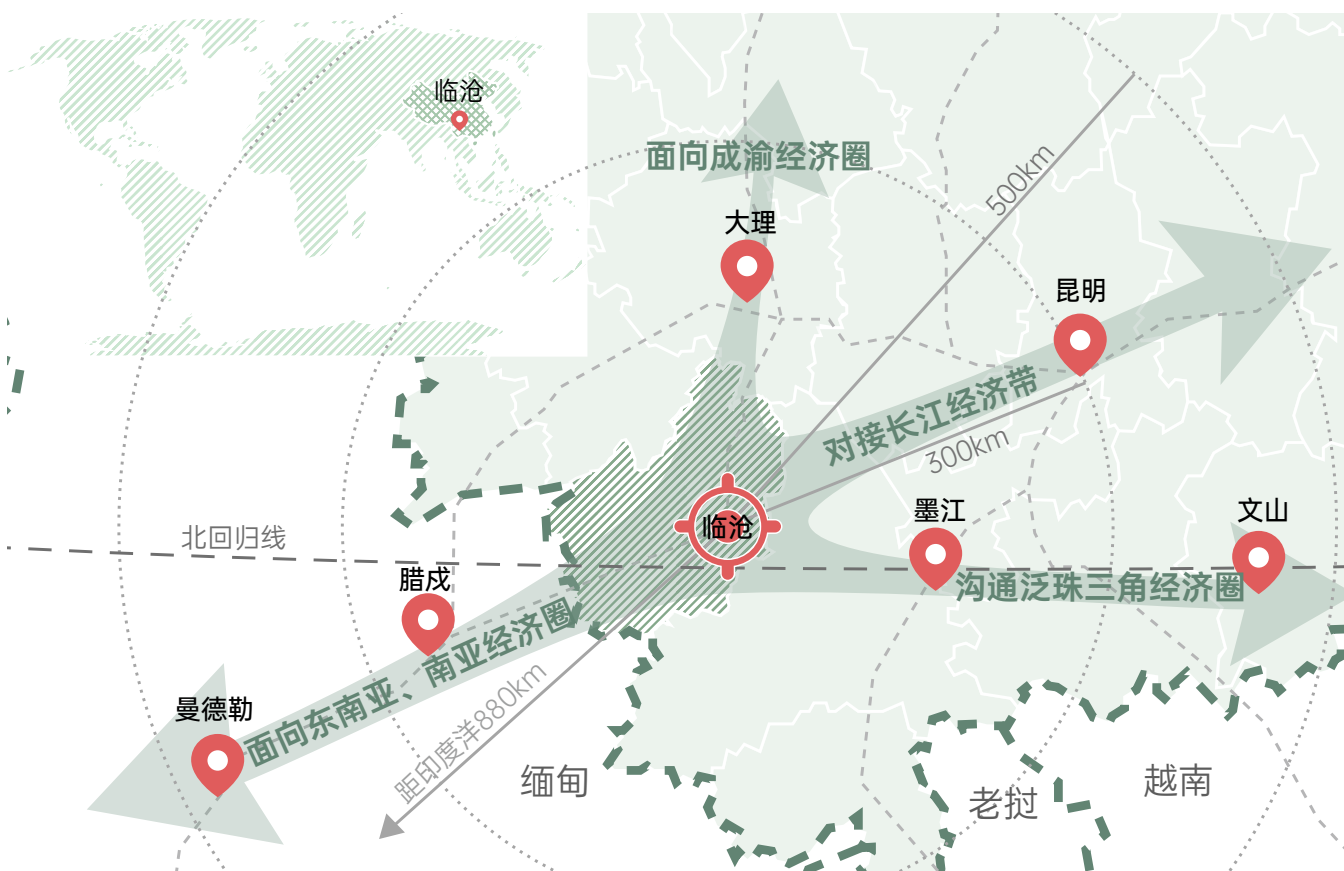 临沧
面向成渝经济圈
500km
大理
昆明
对接长江经济带
300km
墨江
文山
临沧
北回归线
腊戍
沟通泛珠三角经济圈
面向东南亚、南亚经济圈
曼德勒
距印度洋880km
缅甸
老挝
越南